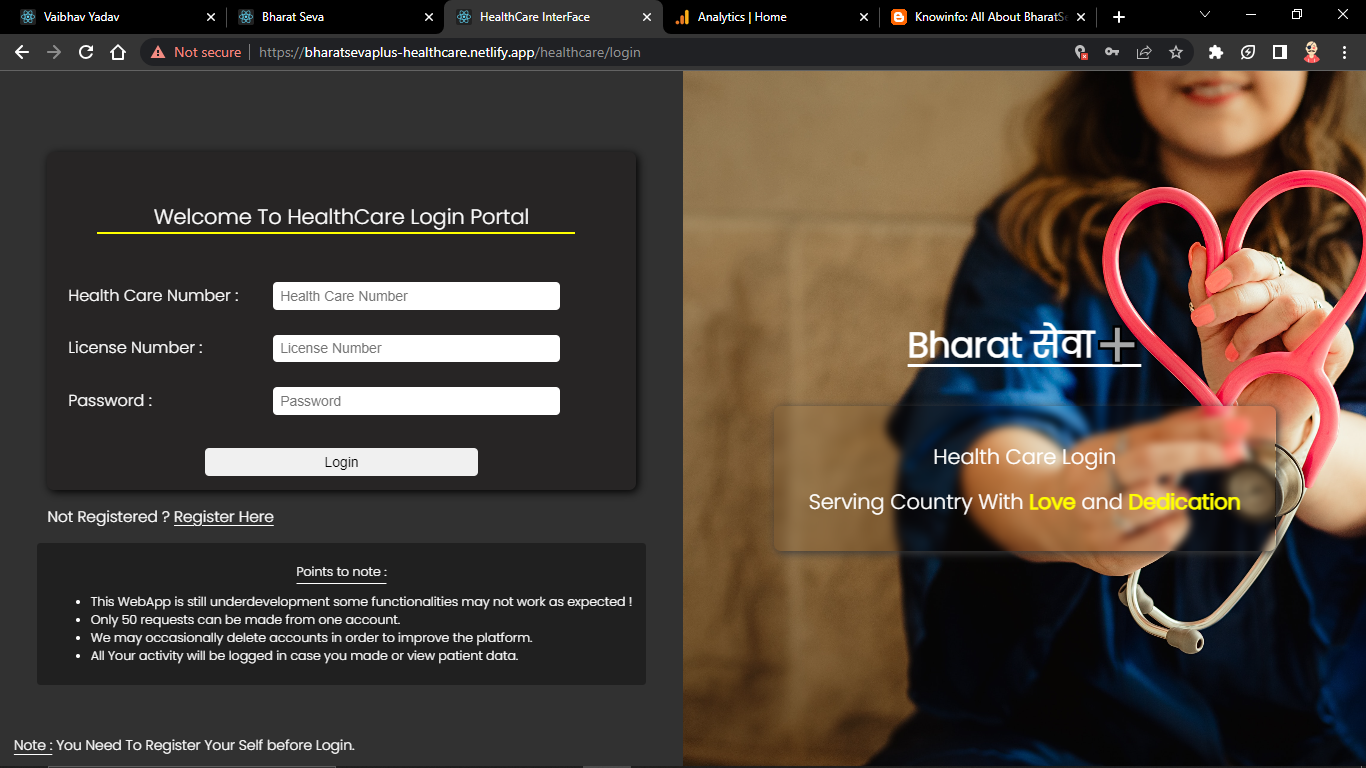 Vaibhav Yadav
Bharat Seva
HealthCare InterFace
Analytics | Home
Knowinfo: All About BharatSe
Not secure
https://bharatsevaplus-healthcare.netlify.app/healthcare/login
Welcome To HealthCare Login Portal
Health Care Number : Health Care Number
License Number : License Number
Password : Password
Login
Not Registered ? Register Here
Points to note :
• This WebApp is still underdevelopment some functionalities may not work as expected !
• Only 50 requests can be made from one account.
• We may occasionally delete accounts in order to improve the platform.
• All Your activity will be logged in case you made or view patient data.
Note : You Need To Register Your Self before Login.
Bharat सेवा+
Health Care Login
Serving Country With Love and Dedication